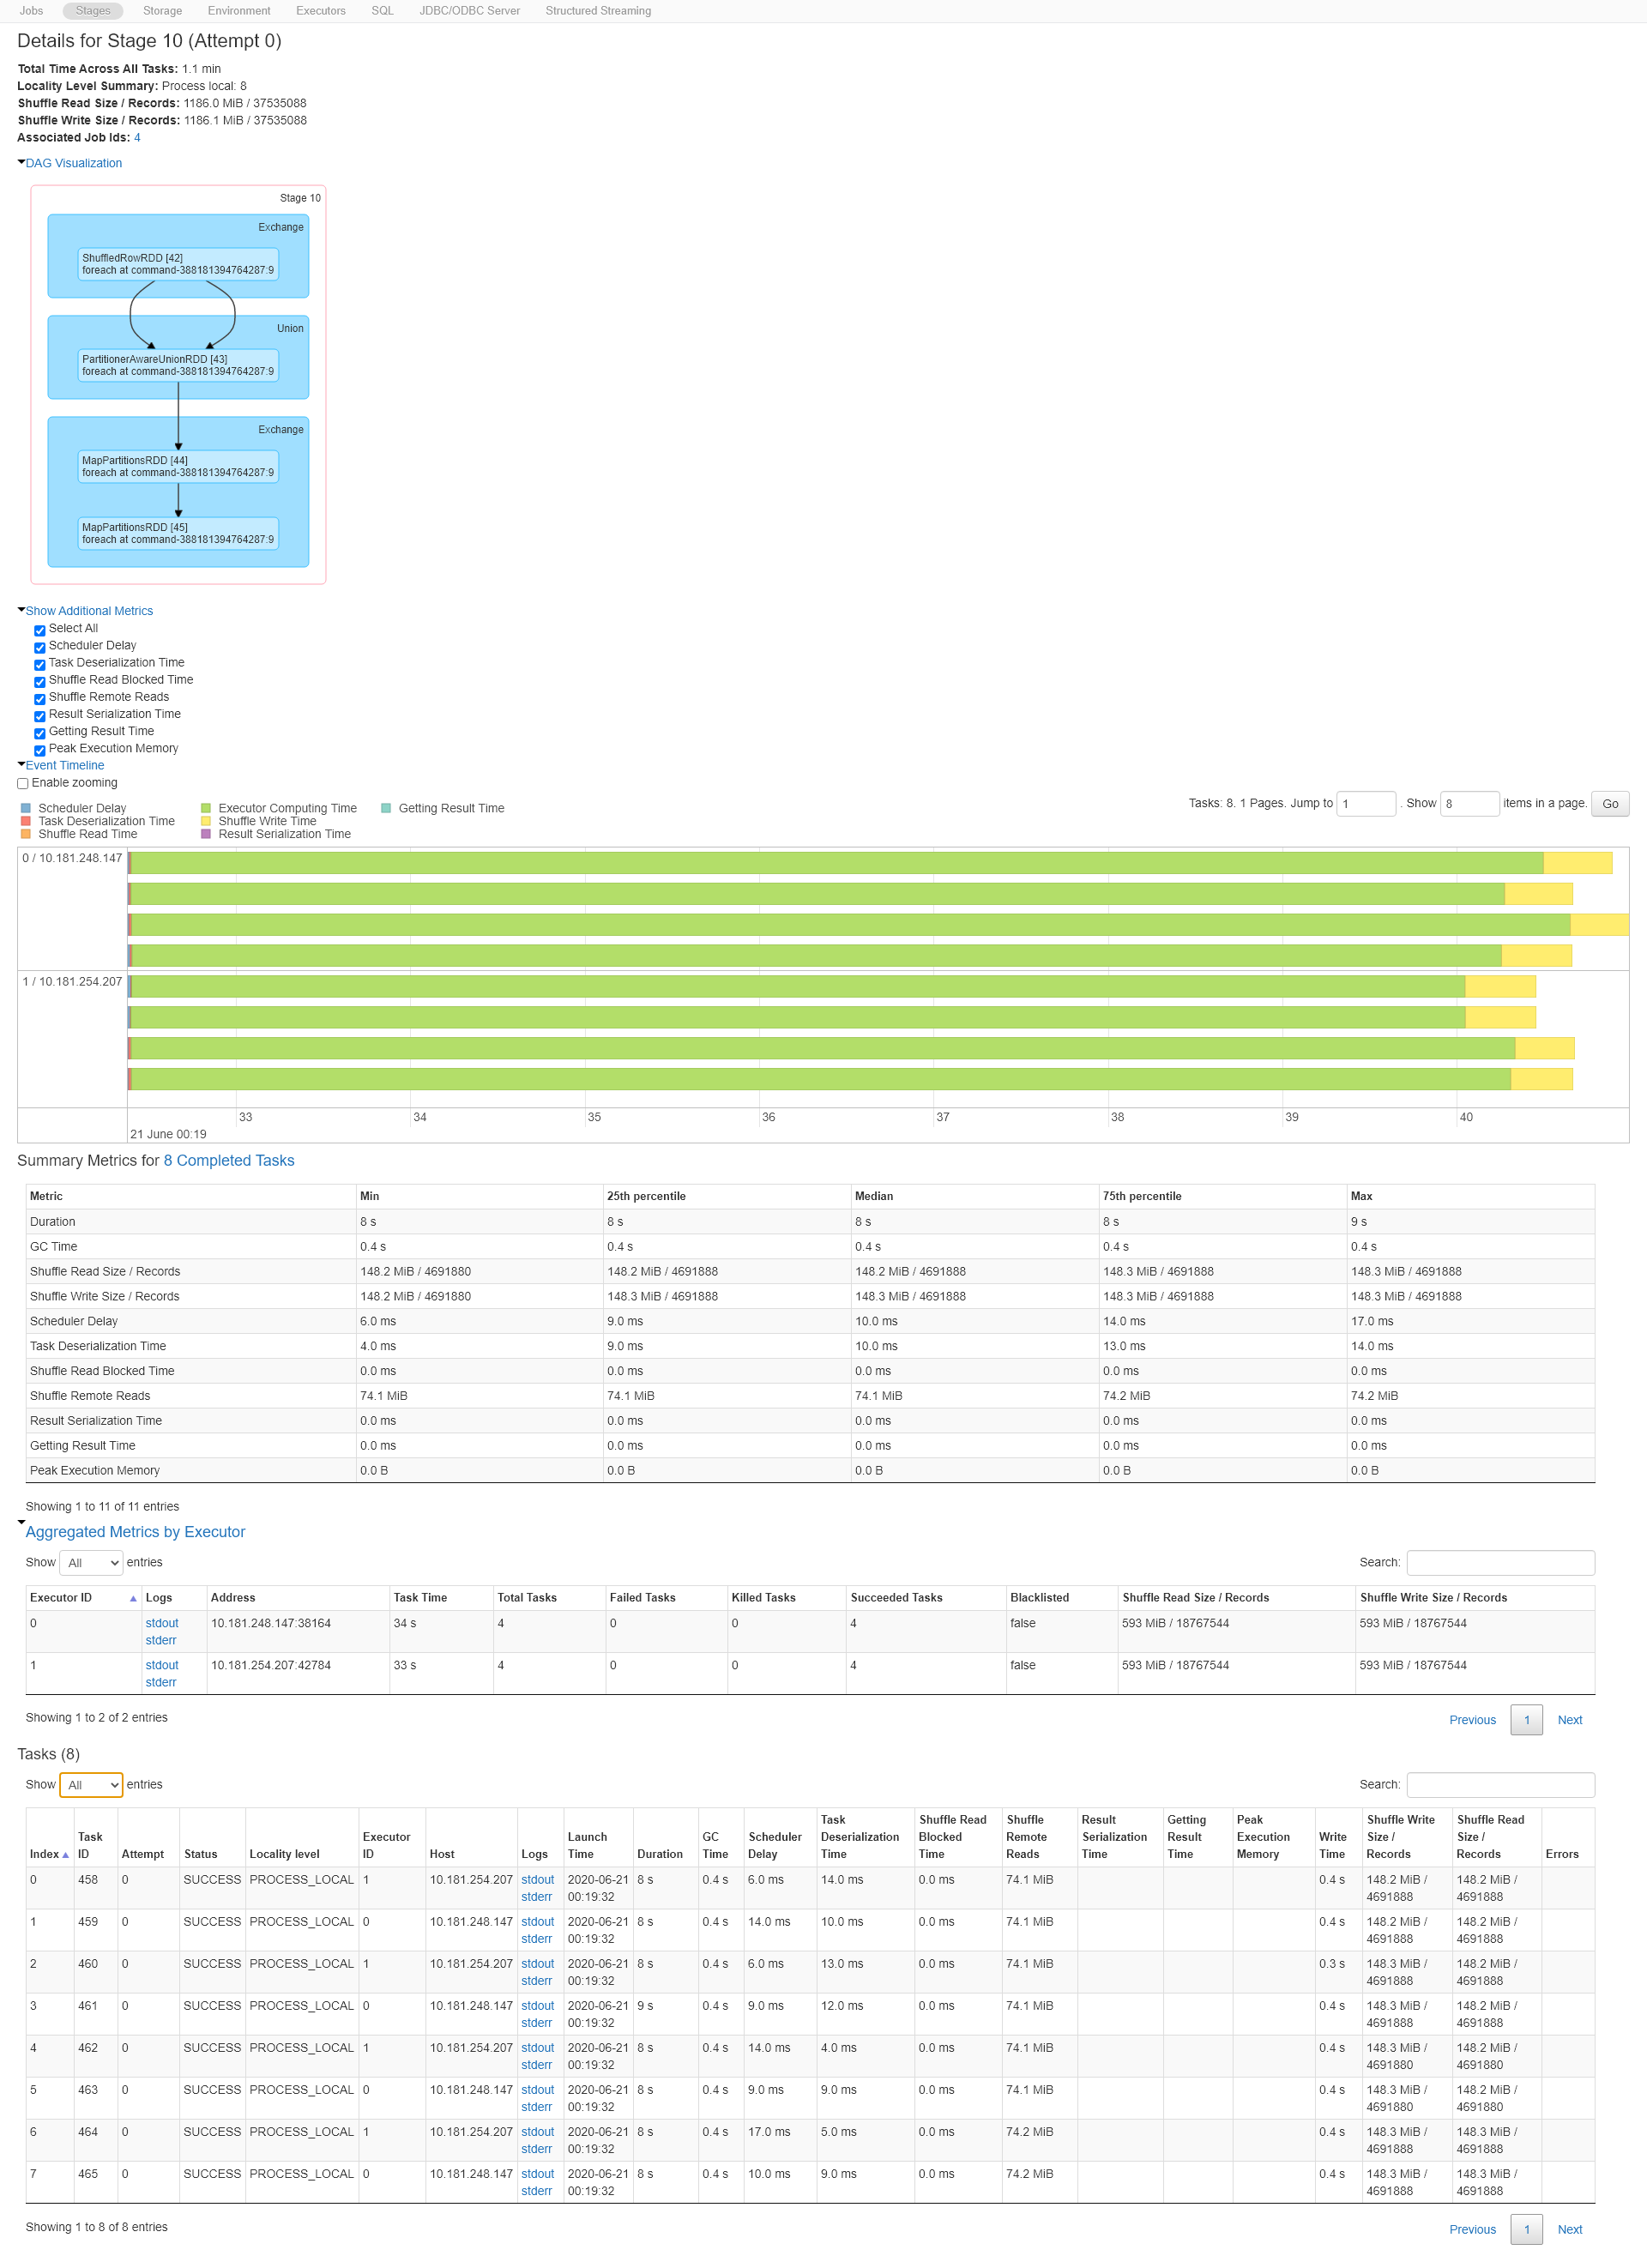 Jobs Stages Storage Environment Executors SQL JDBC/ODBC Server Structured Streaming
Details for Stage 10 (Attempt 0)
Total Time Across All Tasks: 1.1 min
Locality Level Summary: Process local: 8
Shuffle Read Size / Records: 1186.0 MiB / 37535088
Shuffle Write Size / Records: 1186.1 MiB / 37535088
Associated Job Ids: 4
DAG Visualization
Stage 10
Exchange
ShuffledRowRDD [42]
foreach at command-388181394764287:9
Union
PartitionerAwareUnionRDD [43]
foreach at command-388181394764287:9
Exchange
MapPartitionsRDD [44]
foreach at command-388181394764287:9
MapPartitionsRDD [45]
foreach at command-388181394764287:9
Show Additional Metrics
Select All
Scheduler Delay
Task Deserialization Time
Shuffle Read Blocked Time
Shuffle Remote Reads
Result Serialization Time
Getting Result Time
Peak Execution Memory
Event Timeline
Enable zooming
Tasks: 8. 1 Pages. Jump to 1 . Show 8 items in a page. Go
Scheduler Delay Executor Computing Time Getting Result Time
Task Deserialization Time Shuffle Write Time
Shuffle Read Time Result Serialization Time
0 / 10.181.248.147
1 / 10.181.254.207
33 34 35 36 37 38 39 40
21 June 00:19
Summary Metrics for 8 Completed Tasks
Metric Min 25th percentile Median 75th percentile Max
Duration 8 s 8 s 8 s 8 s 9 s
GC Time 0.4 s 0.4 s 0.4 s 0.4 s 0.4 s
Shuffle Read Size / Records 148.2 MiB / 4691880 148.2 MiB / 4691888 148.2 MiB / 4691888 148.3 MiB / 4691888 148.3 MiB / 4691888
Shuffle Write Size / Records 148.2 MiB / 4691880 148.3 MiB / 4691888 148.3 MiB / 4691888 148.3 MiB / 4691888 148.3 MiB / 4691888
Scheduler Delay 6.0 ms 9.0 ms 10.0 ms 14.0 ms 17.0 ms
Task Deserialization Time 4.0 ms 9.0 ms 10.0 ms 13.0 ms 14.0 ms
Shuffle Read Blocked Time 0.0 ms 0.0 ms 0.0 ms 0.0 ms 0.0 ms
Shuffle Remote Reads 74.1 MiB 74.1 MiB 74.1 MiB 74.2 MiB 74.2 MiB
Result Serialization Time 0.0 ms 0.0 ms 0.0 ms 0.0 ms 0.0 ms
Getting Result Time 0.0 ms 0.0 ms 0.0 ms 0.0 ms 0.0 ms
Peak Execution Memory 0.0 B 0.0 B 0.0 B 0.0 B 0.0 B
Showing 1 to 11 of 11 entries
Aggregated Metrics by Executor
Show All entries Search:
Executor ID Logs Address Task Time Total Tasks Failed Tasks Killed Tasks Succeeded Tasks Blacklisted Shuffle Read Size / Records Shuffle Write Size / Records
0 stdout 10.181.248.147:38164 34 s 4 0 0 4 false 593 MiB / 18767544 593 MiB / 18767544
stderr
1 stdout 10.181.254.207:42784 33 s 4 0 0 4 false 593 MiB / 18767544 593 MiB / 18767544
stderr
Showing 1 to 2 of 2 entries
Previous 1 Next
Tasks (8)
Show All entries Search:
Task Shuffle Read Shuffle Result Getting Peak Shuffle Write Shuffle Read
Task Executor Launch GC Scheduler Deserialization Blocked Remote Serialization Result Execution Write Size / Size /
Index ID Attempt Status Locality level ID Host Logs Time Duration Time Delay Time Time Reads Time Time Memory Time Records Records Errors
0 458 0 SUCCESS PROCESS_LOCAL 1 10.181.254.207 stdout 2020-06-21 8 s 0.4 s 6.0 ms 14.0 ms 0.0 ms 74.1 MiB 0.4 s 148.2 MiB / 148.2 MiB /
stderr 00:19:32 4691888 4691888
1 459 0 SUCCESS PROCESS_LOCAL 0 10.181.248.147 stdout 2020-06-21 8 s 0.4 s 14.0 ms 10.0 ms 0.0 ms 74.1 MiB 0.4 s 148.2 MiB / 148.2 MiB /
stderr 00:19:32 4691888 4691888
2 460 0 SUCCESS PROCESS_LOCAL 1 10.181.254.207 stdout 2020-06-21 8 s 0.4 s 6.0 ms 13.0 ms 0.0 ms 74.1 MiB 0.3 s 148.3 MiB / 148.2 MiB /
stderr 00:19:32 4691888 4691888
3 461 0 SUCCESS PROCESS_LOCAL 0 10.181.248.147 stdout 2020-06-21 9 s 0.4 s 9.0 ms 12.0 ms 0.0 ms 74.1 MiB 0.4 s 148.3 MiB / 148.2 MiB /
stderr 00:19:32 4691888 4691888
4 462 0 SUCCESS PROCESS_LOCAL 1 10.181.254.207 stdout 2020-06-21 8 s 0.4 s 14.0 ms 4.0 ms 0.0 ms 74.1 MiB 0.4 s 148.3 MiB / 148.2 MiB /
stderr 00:19:32 4691880 4691880
5 463 0 SUCCESS PROCESS_LOCAL 0 10.181.248.147 stdout 2020-06-21 8 s 0.4 s 9.0 ms 9.0 ms 0.0 ms 74.1 MiB 0.4 s 148.3 MiB / 148.2 MiB /
stderr 00:19:32 4691880 4691880
6 464 0 SUCCESS PROCESS_LOCAL 1 10.181.254.207 stdout 2020-06-21 8 s 0.4 s 17.0 ms 5.0 ms 0.0 ms 74.2 MiB 0.4 s 148.3 MiB / 148.3 MiB /
stderr 00:19:32 4691888 4691888
7 465 0 SUCCESS PROCESS_LOCAL 0 10.181.248.147 stdout 2020-06-21 8 s 0.4 s 10.0 ms 9.0 ms 0.0 ms 74.2 MiB 0.4 s 148.3 MiB / 148.3 MiB /
stderr 00:19:32 4691888 4691888
Showing 1 to 8 of 8 entries
Previous 1 Next